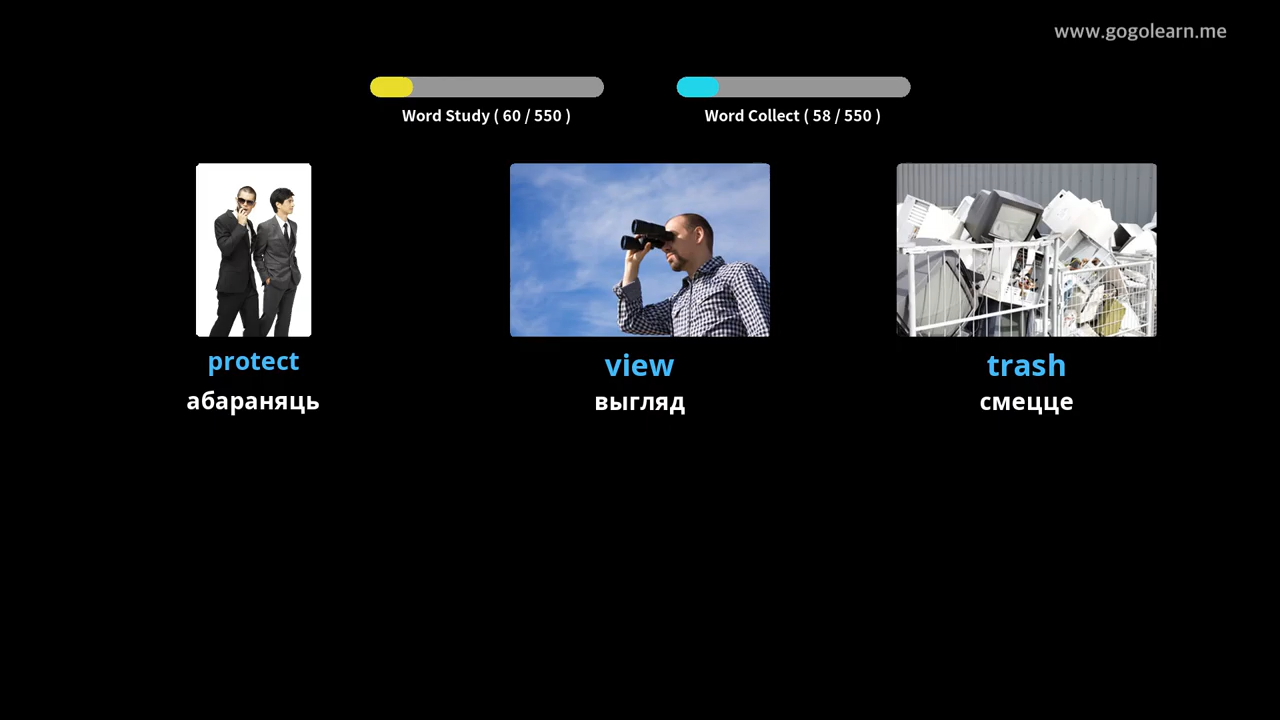 www.gogolearn.me
Word Study ( 60 / 550 )
Word Collect ( 58 / 550 )
protect
абараняць
view
выгляд
trash
смецце